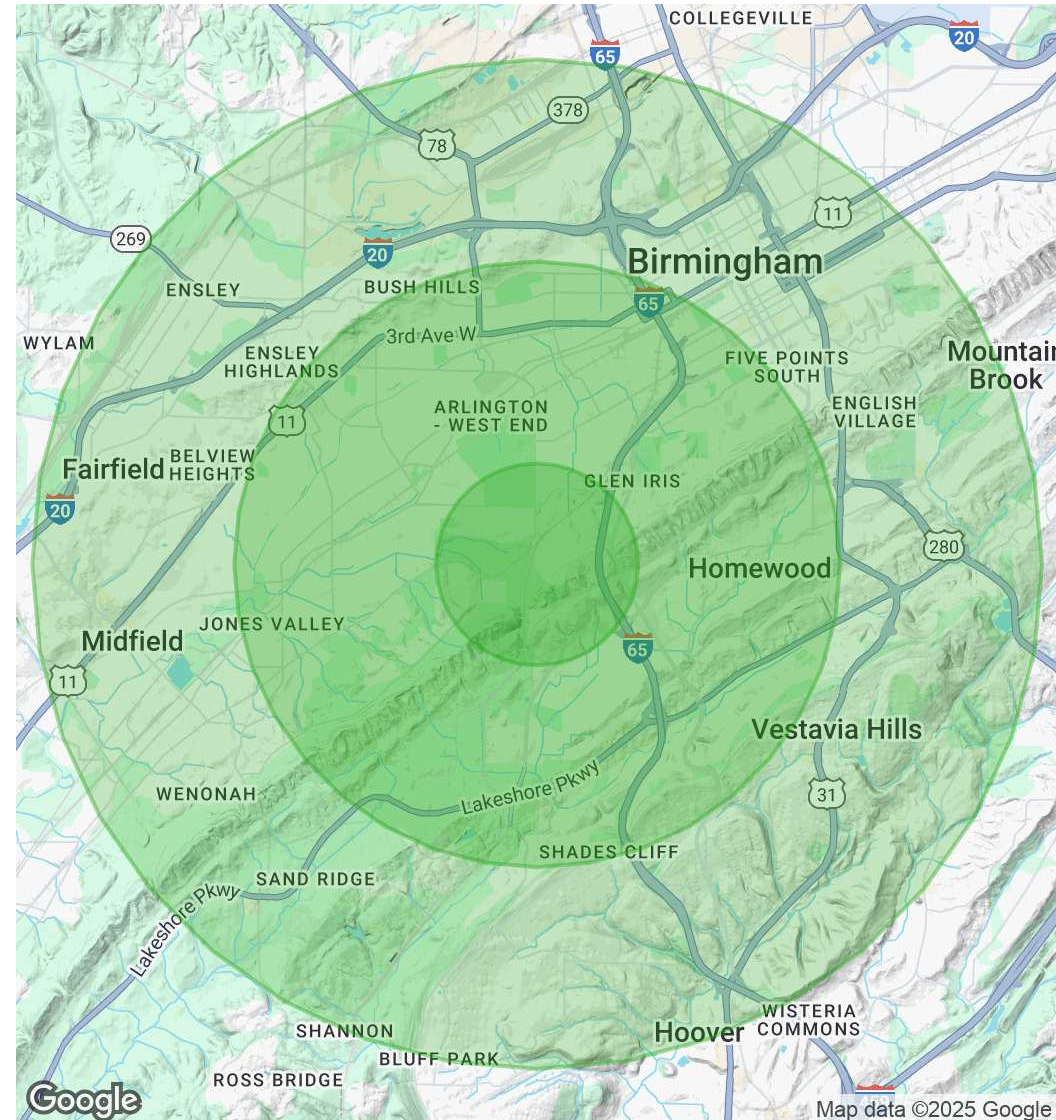 COLLEGEVILLE
20
65
378
78
11
269
20
Birmingham
ENSLEY
BUSH HILLS
65
WYLAM
3rd Ave W
ENSLEY
HIGHLANDS
FIVE POINTS
SOUTH
Mountain
Brook
ARLINGTON
- WEST END
ENGLISH
VILLAGE
11
Fairfield
BELVIEW
HEIGHTS
GLEN IRIS
20
280
Homewood
JONES VALLEY
Midfield
65
11
Vestavia Hills
WENONAH
Lakeshore Pkwy
31
SHADES CLIFF
SAND RIDGE
Lakeshore Pkwy
SHANNON
Hoover
WISTERIA
COMMONS
BLUFF PARK
ROSS BRIDGE
Google
Map data ©2025 Google